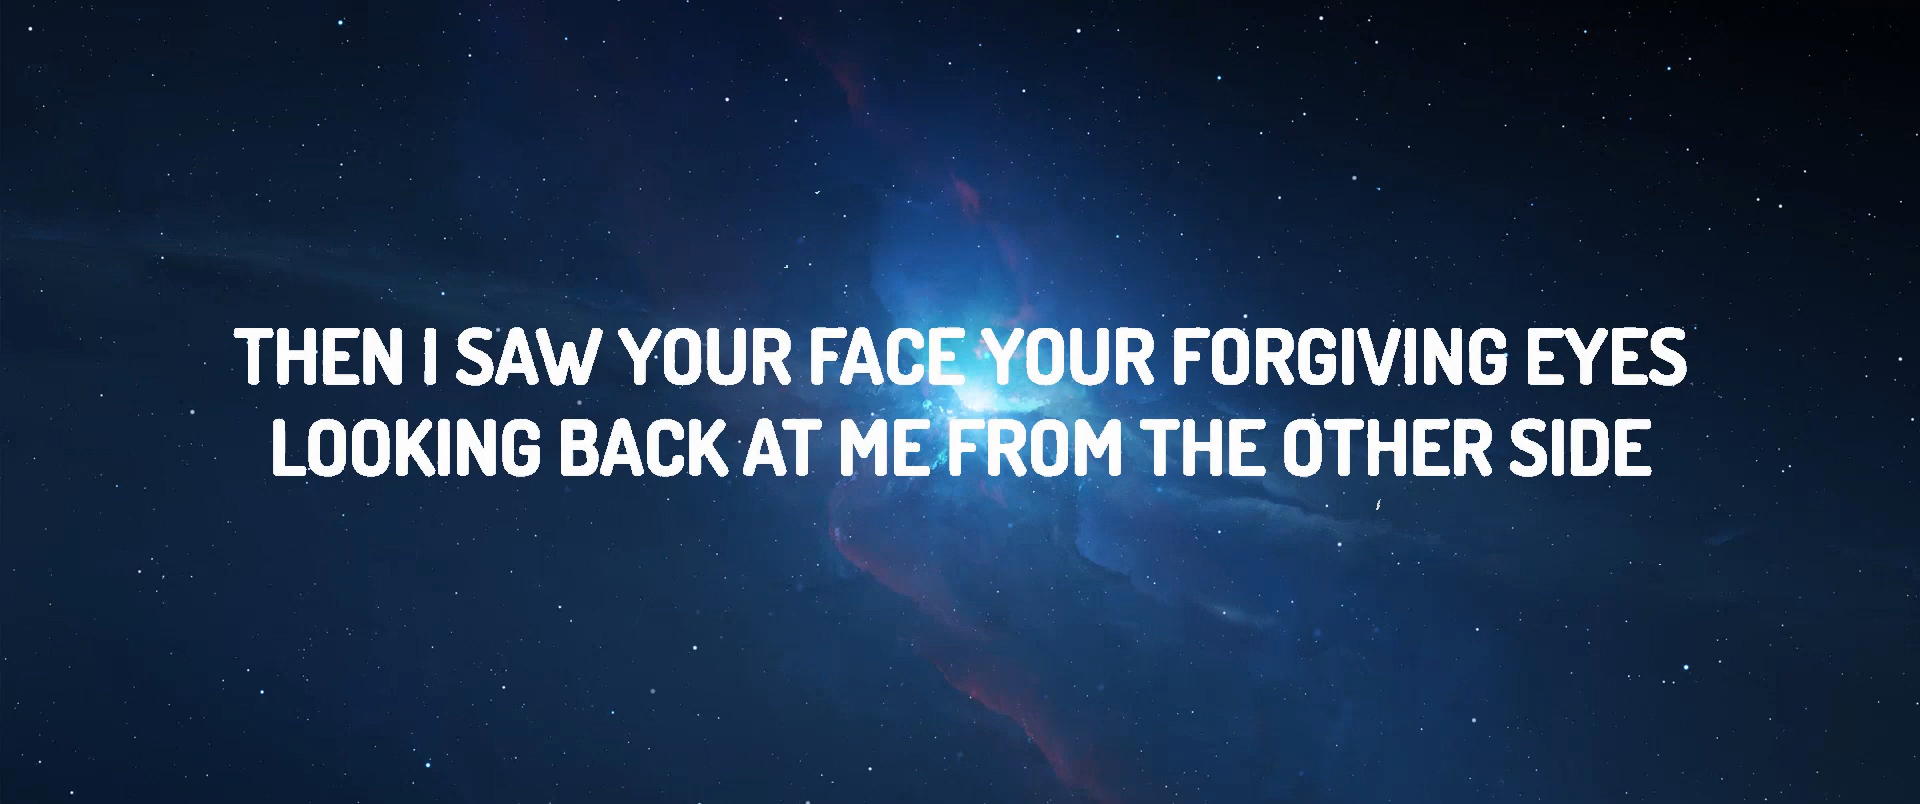 THEN I SAW YOUR FACE YOUR FORGIVING EYES
LOOKING BACK AT ME FROM THE OTHER SIDE